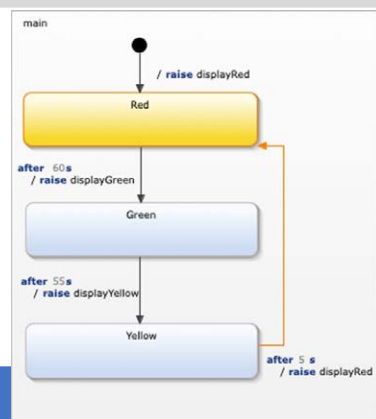 main
/ raise displayRed
Red
after 60s
/ raise displayGreen
Green
after 55s
/ raise displayYellow
Yellow
after 5 s
/ raise displayRed